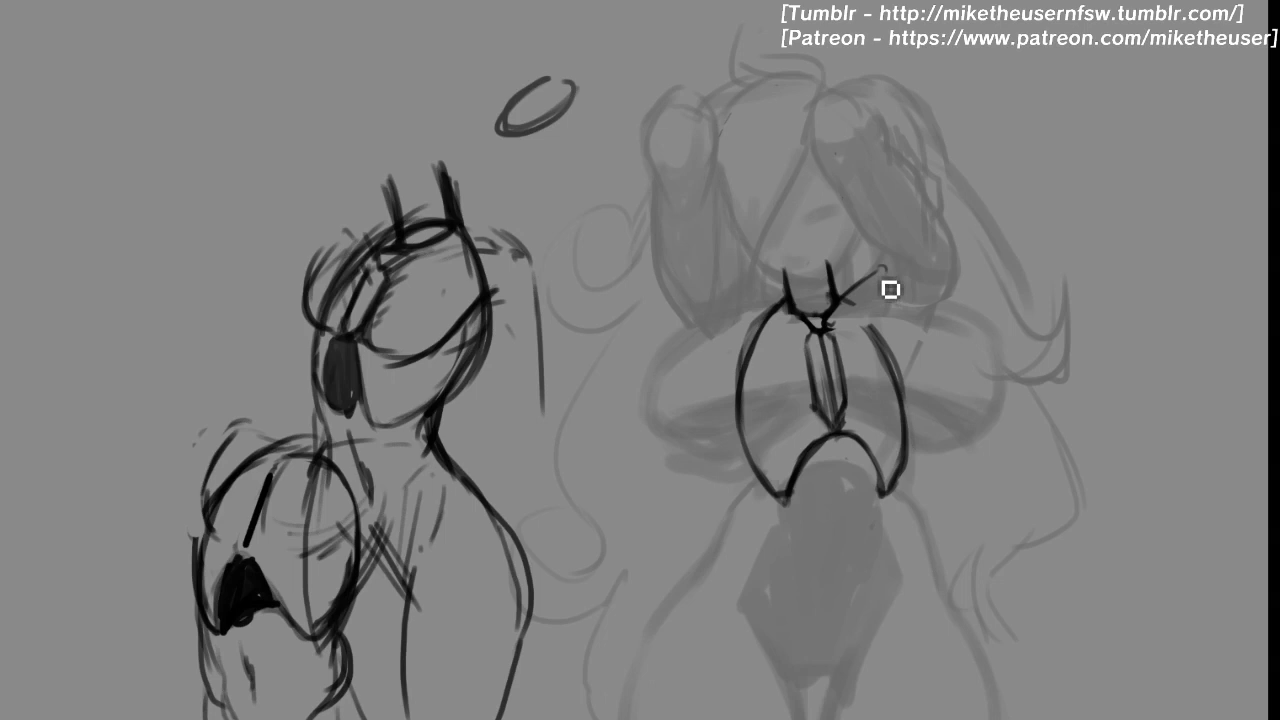 [Tumblr - http://miketheusernfsw.tumblr.com/]
[Patreon - https://www.patreon.com/miketheuser]